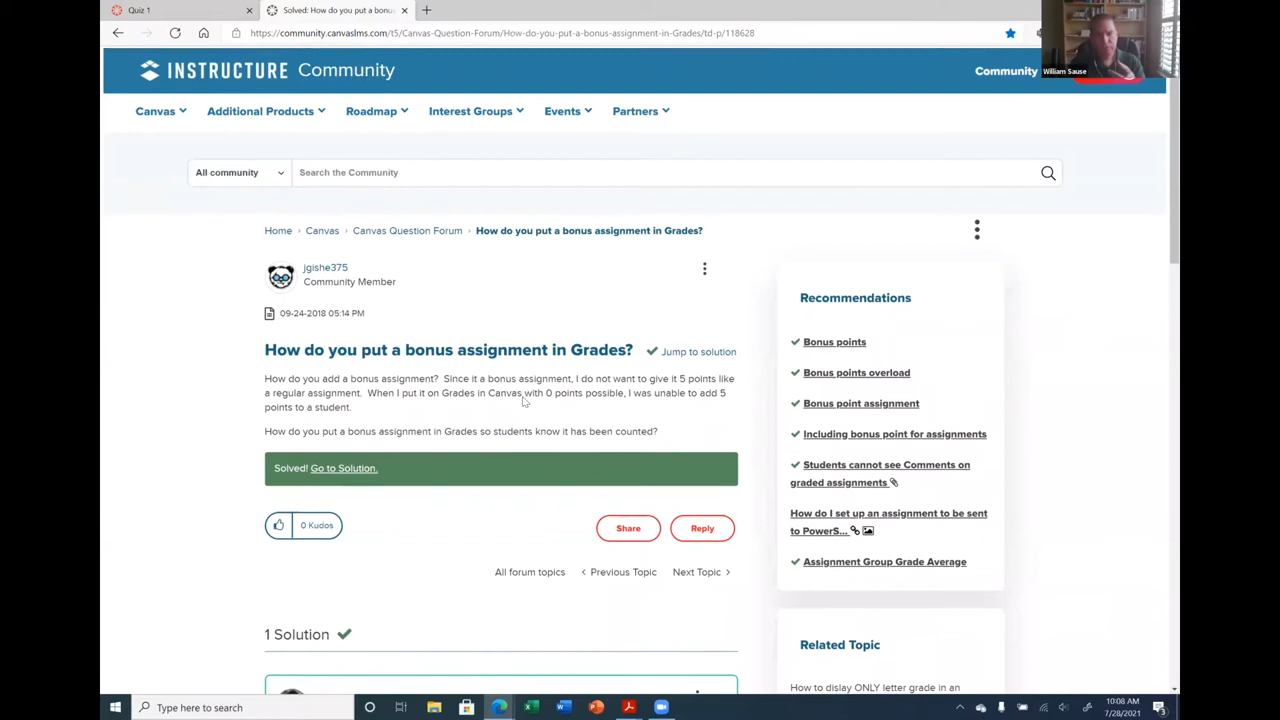 Quiz 1
Solved: How do you put a bonus
https://community.canvaslms.com/t5/Canvas-Question-Forum/How-do-you-put-a-bonus-assignment-in-Grades/td-p/118628
William Sause
INSTRUCTURE Community
Community
Canvas
Additional Products
Roadmap
Interest Groups
Events
Partners
All community
Search the Community
Home › Canvas › Canvas Question Forum › How do you put a bonus assignment in Grades?
jgishe375
Community Member
09-24-2018 05:14 PM
How do you put a bonus assignment in Grades?
Jump to solution
How do you add a bonus assignment? Since it a bonus assignment, I do not want to give it 5 points like
a regular assignment. When I put it on Grades in Canvas with 0 points possible, I was unable to add 5
points to a student.
How do you put a bonus assignment in Grades so students know it has been counted?
Solved! Go to Solution.
0 Kudos
Share
Reply
All forum topics
Previous Topic
Next Topic
1 Solution
Recommendations
Bonus points
Bonus points overload
Bonus point assignment
Including bonus point for assignments
Students cannot see Comments on
graded assignments
How do I set up an assignment to be sent
to PowerS...
Assignment Group Grade Average
Related Topic
How to dislay ONLY letter grade in an
Type here to search
10:08 AM
7/28/2021
3